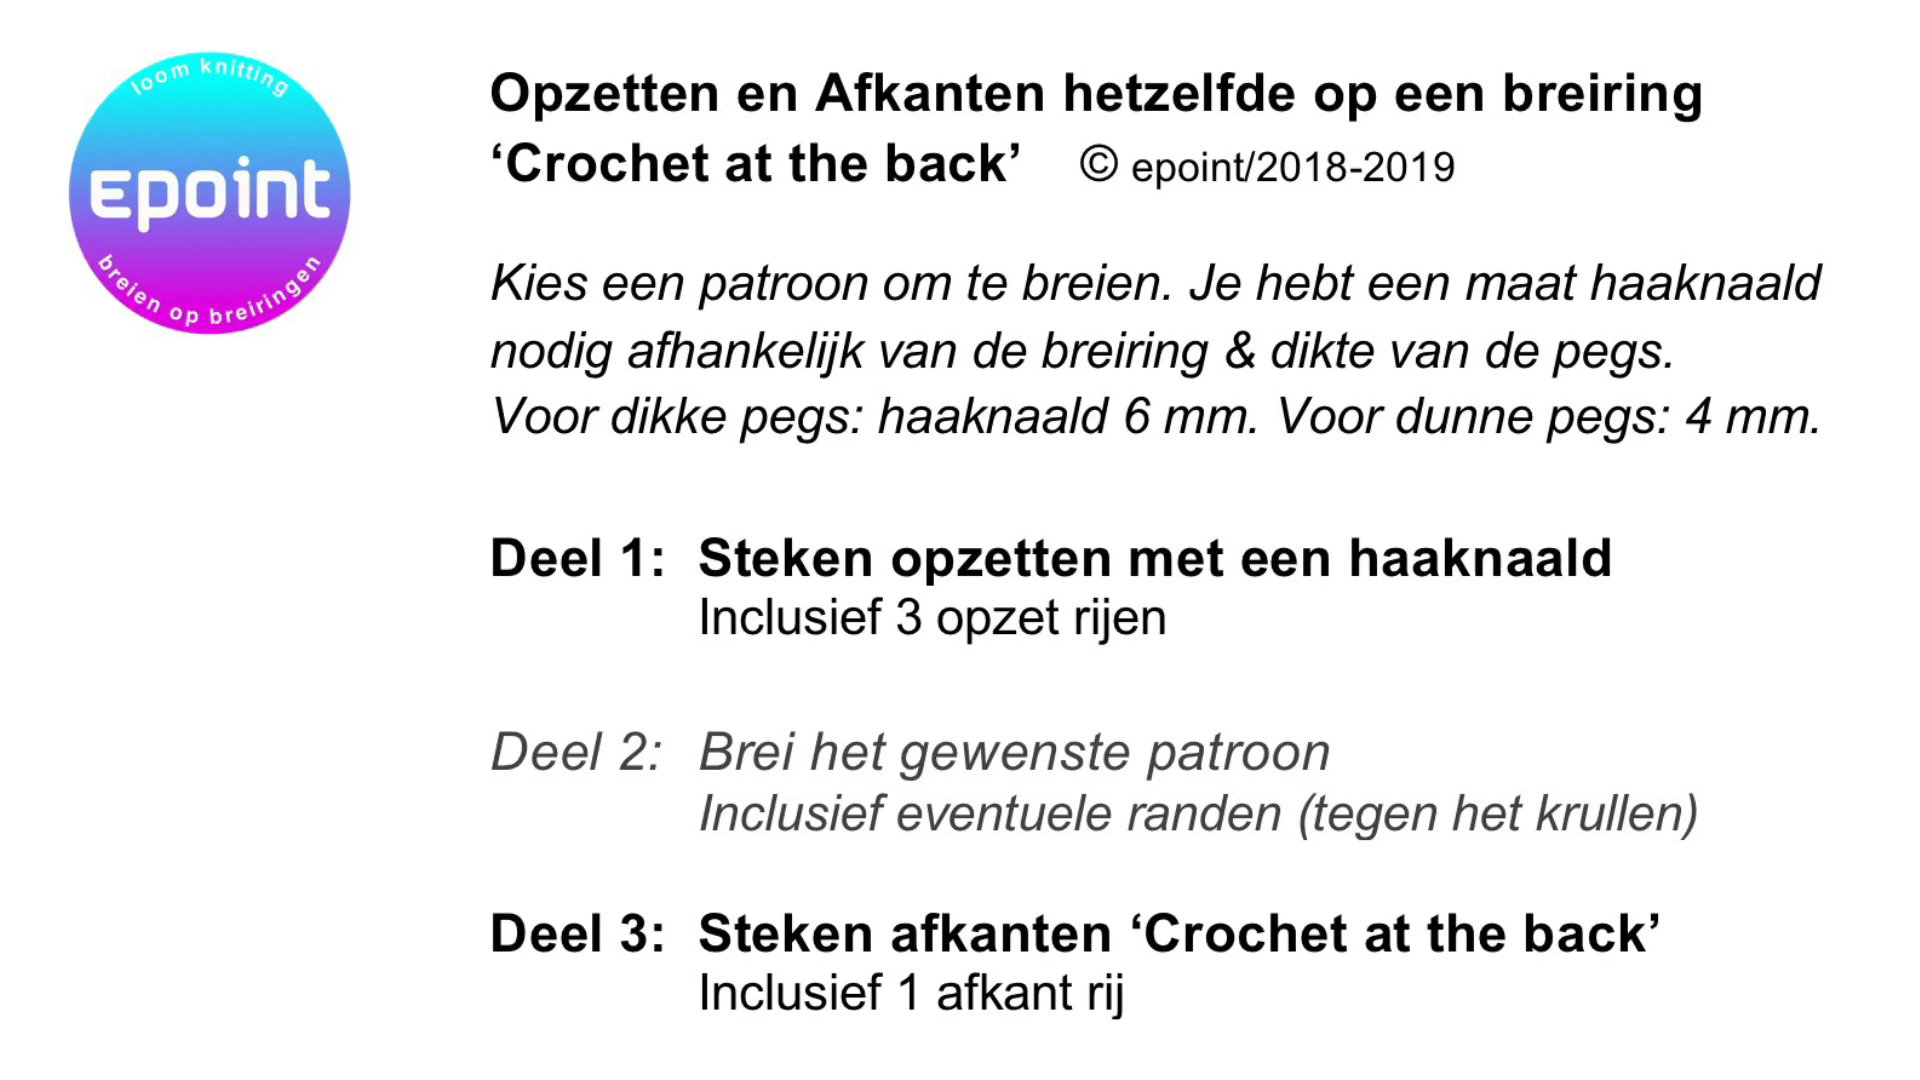 loom knitting
epoint
breien op breiringen
Opzetten en Afkanten hetzelfde op een breiring
‘Crochet at the back’ © epoint/2018-2019
Kies een patroon om te breien. Je hebt een maat haaknaald
nodig afhankelijk van de breiring & dikte van de pegs.
Voor dikke pegs: haaknaald 6 mm. Voor dunne pegs: 4 mm.
Deel 1: Steken opzetten met een haaknaald
Inclusief 3 opzet rijen
Deel 2: Brei het gewenste patroon
Inclusief eventuele randen (tegen het krullen)
Deel 3: Steken afkanten ‘Crochet at the back’
Inclusief 1 afkant rij